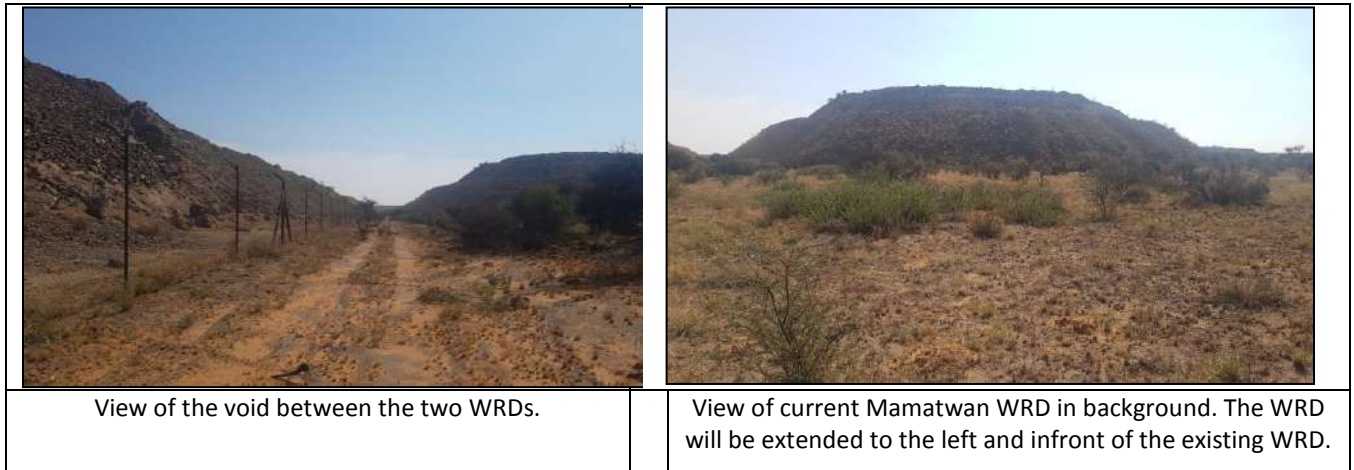 View of the void between the two WRDs.
View of current Mamatwan WRD in background. The WRD
will be extended to the left and infront of the existing WRD.